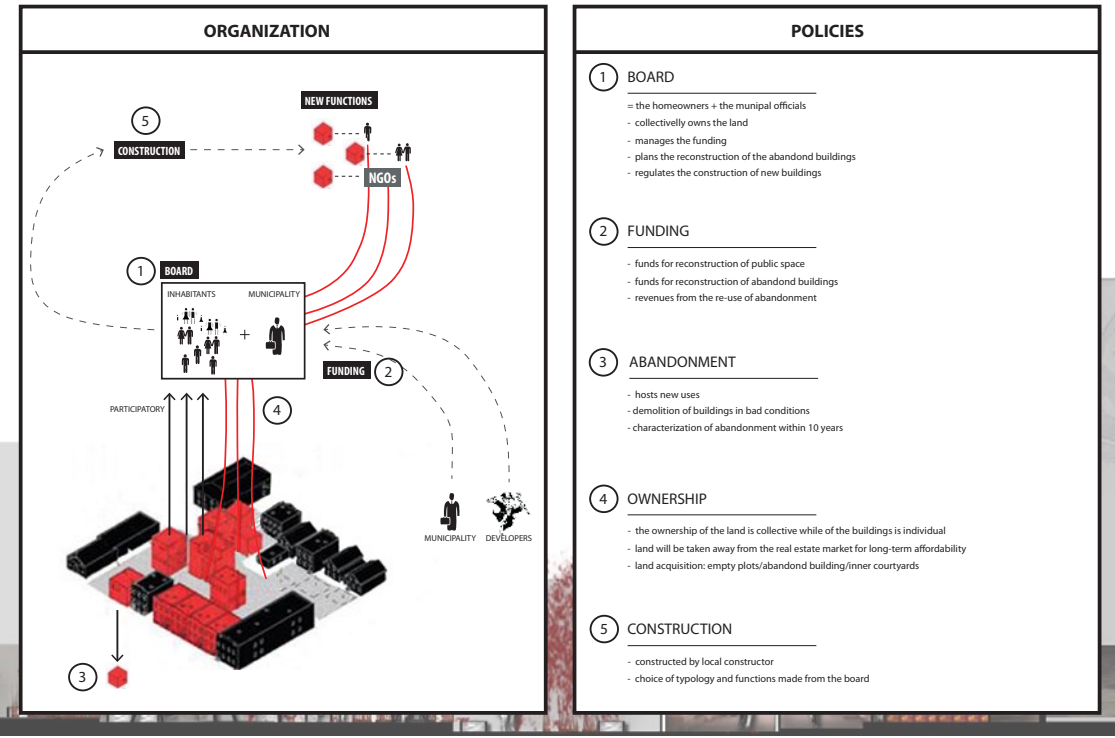 ORGANIZATION
5
CONSTRUCTION
NEW FUNCTIONS
NGOs
1
BOARD
INHABITANTS
MUNICIPALITY
+
FUNDING
2
PARTICIPATORY
4
MUNICIPALITY
DEVELOPERS
3
POLICIES
1 BOARD
= the homeowners + the munipal officials
- collectivelly owns the land
- manages the funding
- plans the reconstruction of the abandond buildings
- regulates the construction of new buildings
2 FUNDING
- funds for reconstruction of public space
- funds for reconstruction of abandond buildings
- revenues from the re-use of abandonment
3 ABANDONMENT
- hosts new uses
- demolition of buildings in bad conditions
- characterization of abandonment within 10 years
4 OWNERSHIP
- the ownership of the land is collective while of the buildings is individual
- land will be taken away from the real estate market for long-term affordability
- land acquisition: empty plots/abandond building/inner courtyards
5 CONSTRUCTION
- constructed by local constructor
- choice of typology and functions made from the board